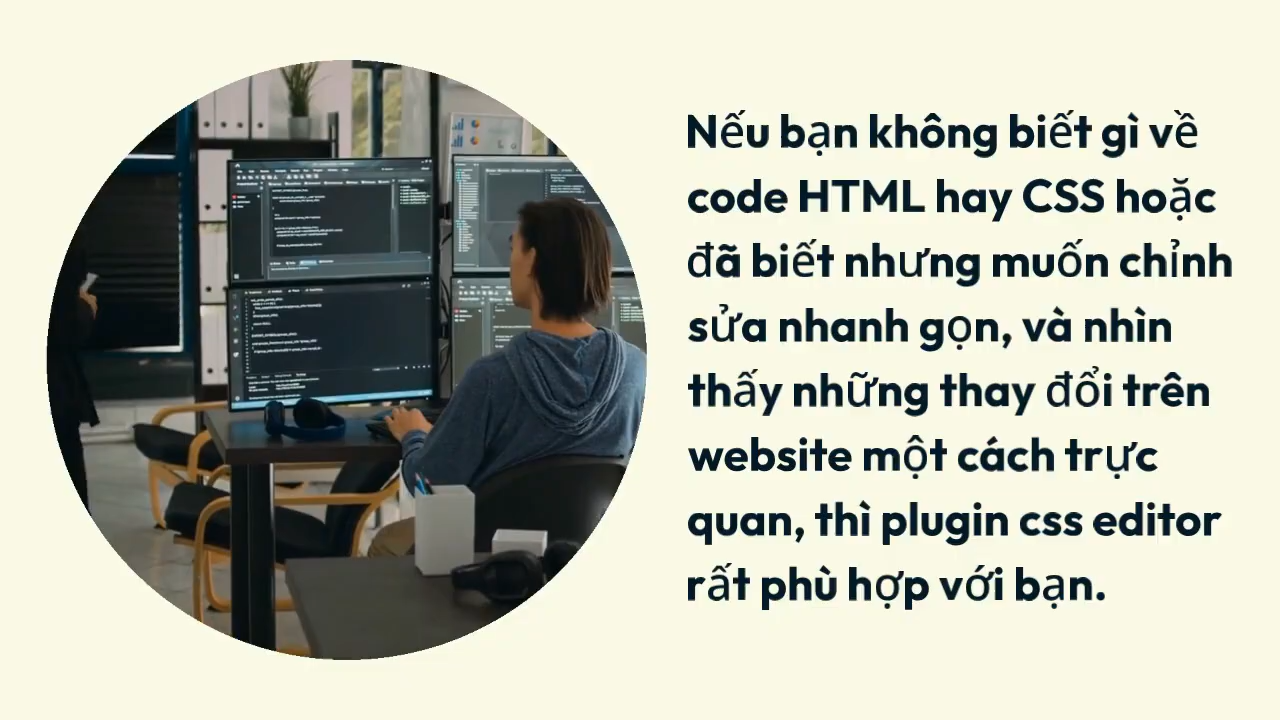 Nếu bạn không biết gì về
code HTML hay CSS hoặc
đã biết nhưng muốn chỉnh
sửa nhanh gọn, và nhìn
thấy những thay đổi trên
website một cách trực
quan, thì plugin css editor
rất phù hợp với bạn.